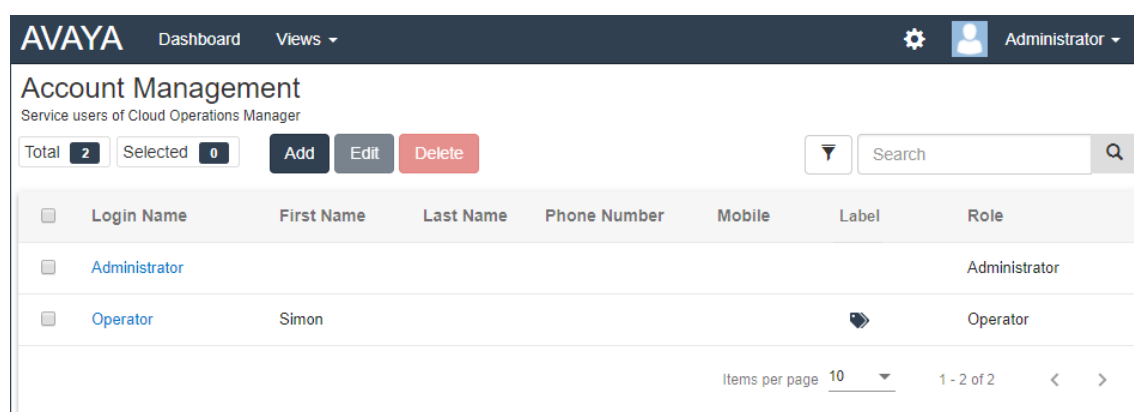 AVAYA Dashboard Views Administrator
Account Management
Service users of Cloud Operations Manager
Total 2 Selected 0 Add Edit Delete Search
Login Name First Name Last Name Phone Number Mobile Label Role
Administrator Administrator
Operator Simon Operator
Items per page 10 1 - 2 of 2